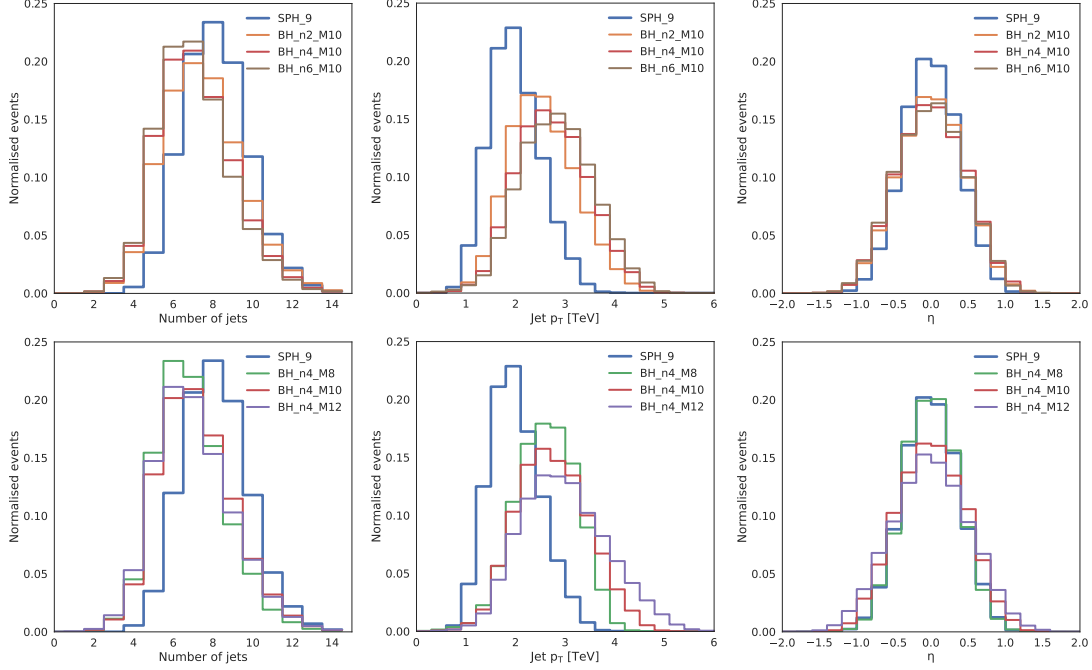 0.25
0.20
0.15
0.10
0.05
0.00
Normalised events
SPH_9
BH_n2_M10
BH_n4_M10
BH_n6_M10
0 2 4 6 8 10 12 14
Number of jets
0.25
0.20
0.15
0.10
0.05
0.00
Normalised events
SPH_9
BH_n2_M10
BH_n4_M10
BH_n6_M10
0 1 2 3 4 5 6
Jet pT [TeV]
0.25
0.20
0.15
0.10
0.05
0.00
Normalised events
SPH_9
BH_n2_M10
BH_n4_M10
BH_n6_M10
−2.0 −1.5 −1.0 −0.5 0.0 0.5 1.0 1.5 2.0
η
0.25
0.20
0.15
0.10
0.05
0.00
Normalised events
SPH_9
BH_n4_M8
BH_n4_M10
BH_n4_M12
0 2 4 6 8 10 12 14
Number of jets
0.25
0.20
0.15
0.10
0.05
0.00
Normalised events
SPH_9
BH_n4_M8
BH_n4_M10
BH_n4_M12
0 1 2 3 4 5 6
Jet pT [TeV]
0.25
0.20
0.15
0.10
0.05
0.00
Normalised events
SPH_9
BH_n4_M8
BH_n4_M10
BH_n4_M12
−2.0 −1.5 −1.0 −0.5 0.0 0.5 1.0 1.5 2.0
η